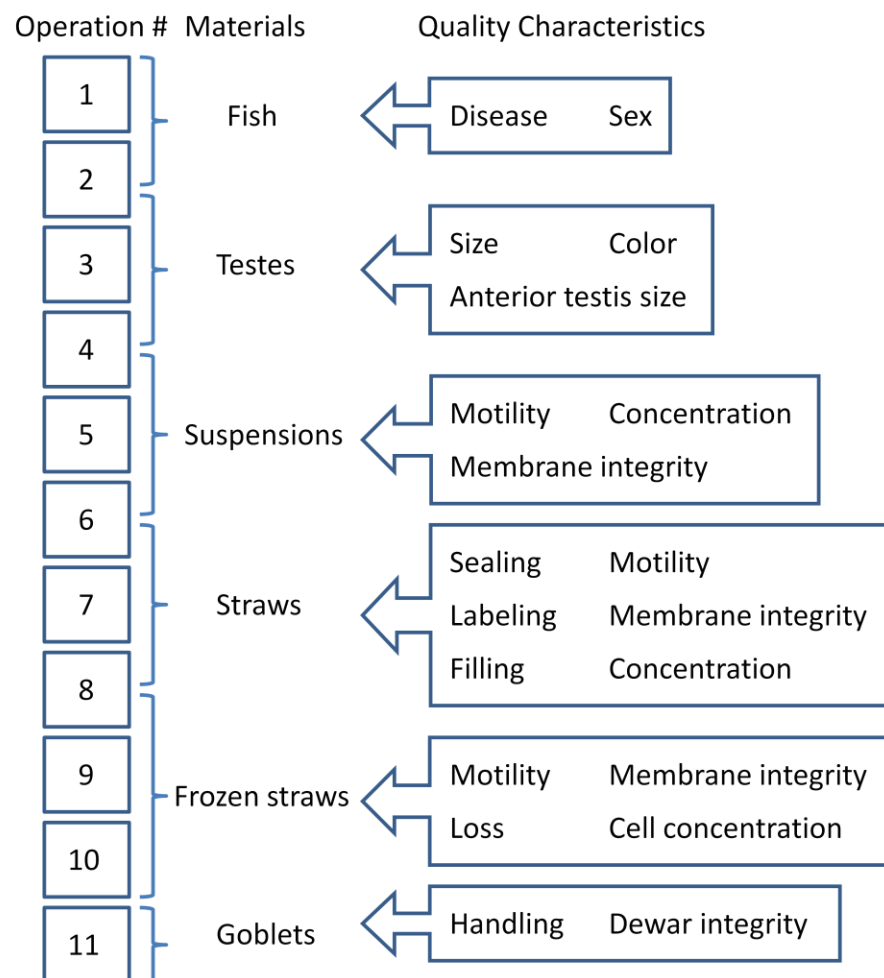 Operation # Materials Quality Characteristics
1
Fish
Disease Sex
2
3
Testes
Size Color
Anterior testis size
4
5
Suspensions
Motility Concentration
Membrane integrity
6
7
Straws
Sealing Motility
Labeling Membrane integrity
Filling Concentration
8
9
Frozen straws
Motility Membrane integrity
Loss Cell concentration
10
11
Goblets
Handling Dewar integrity